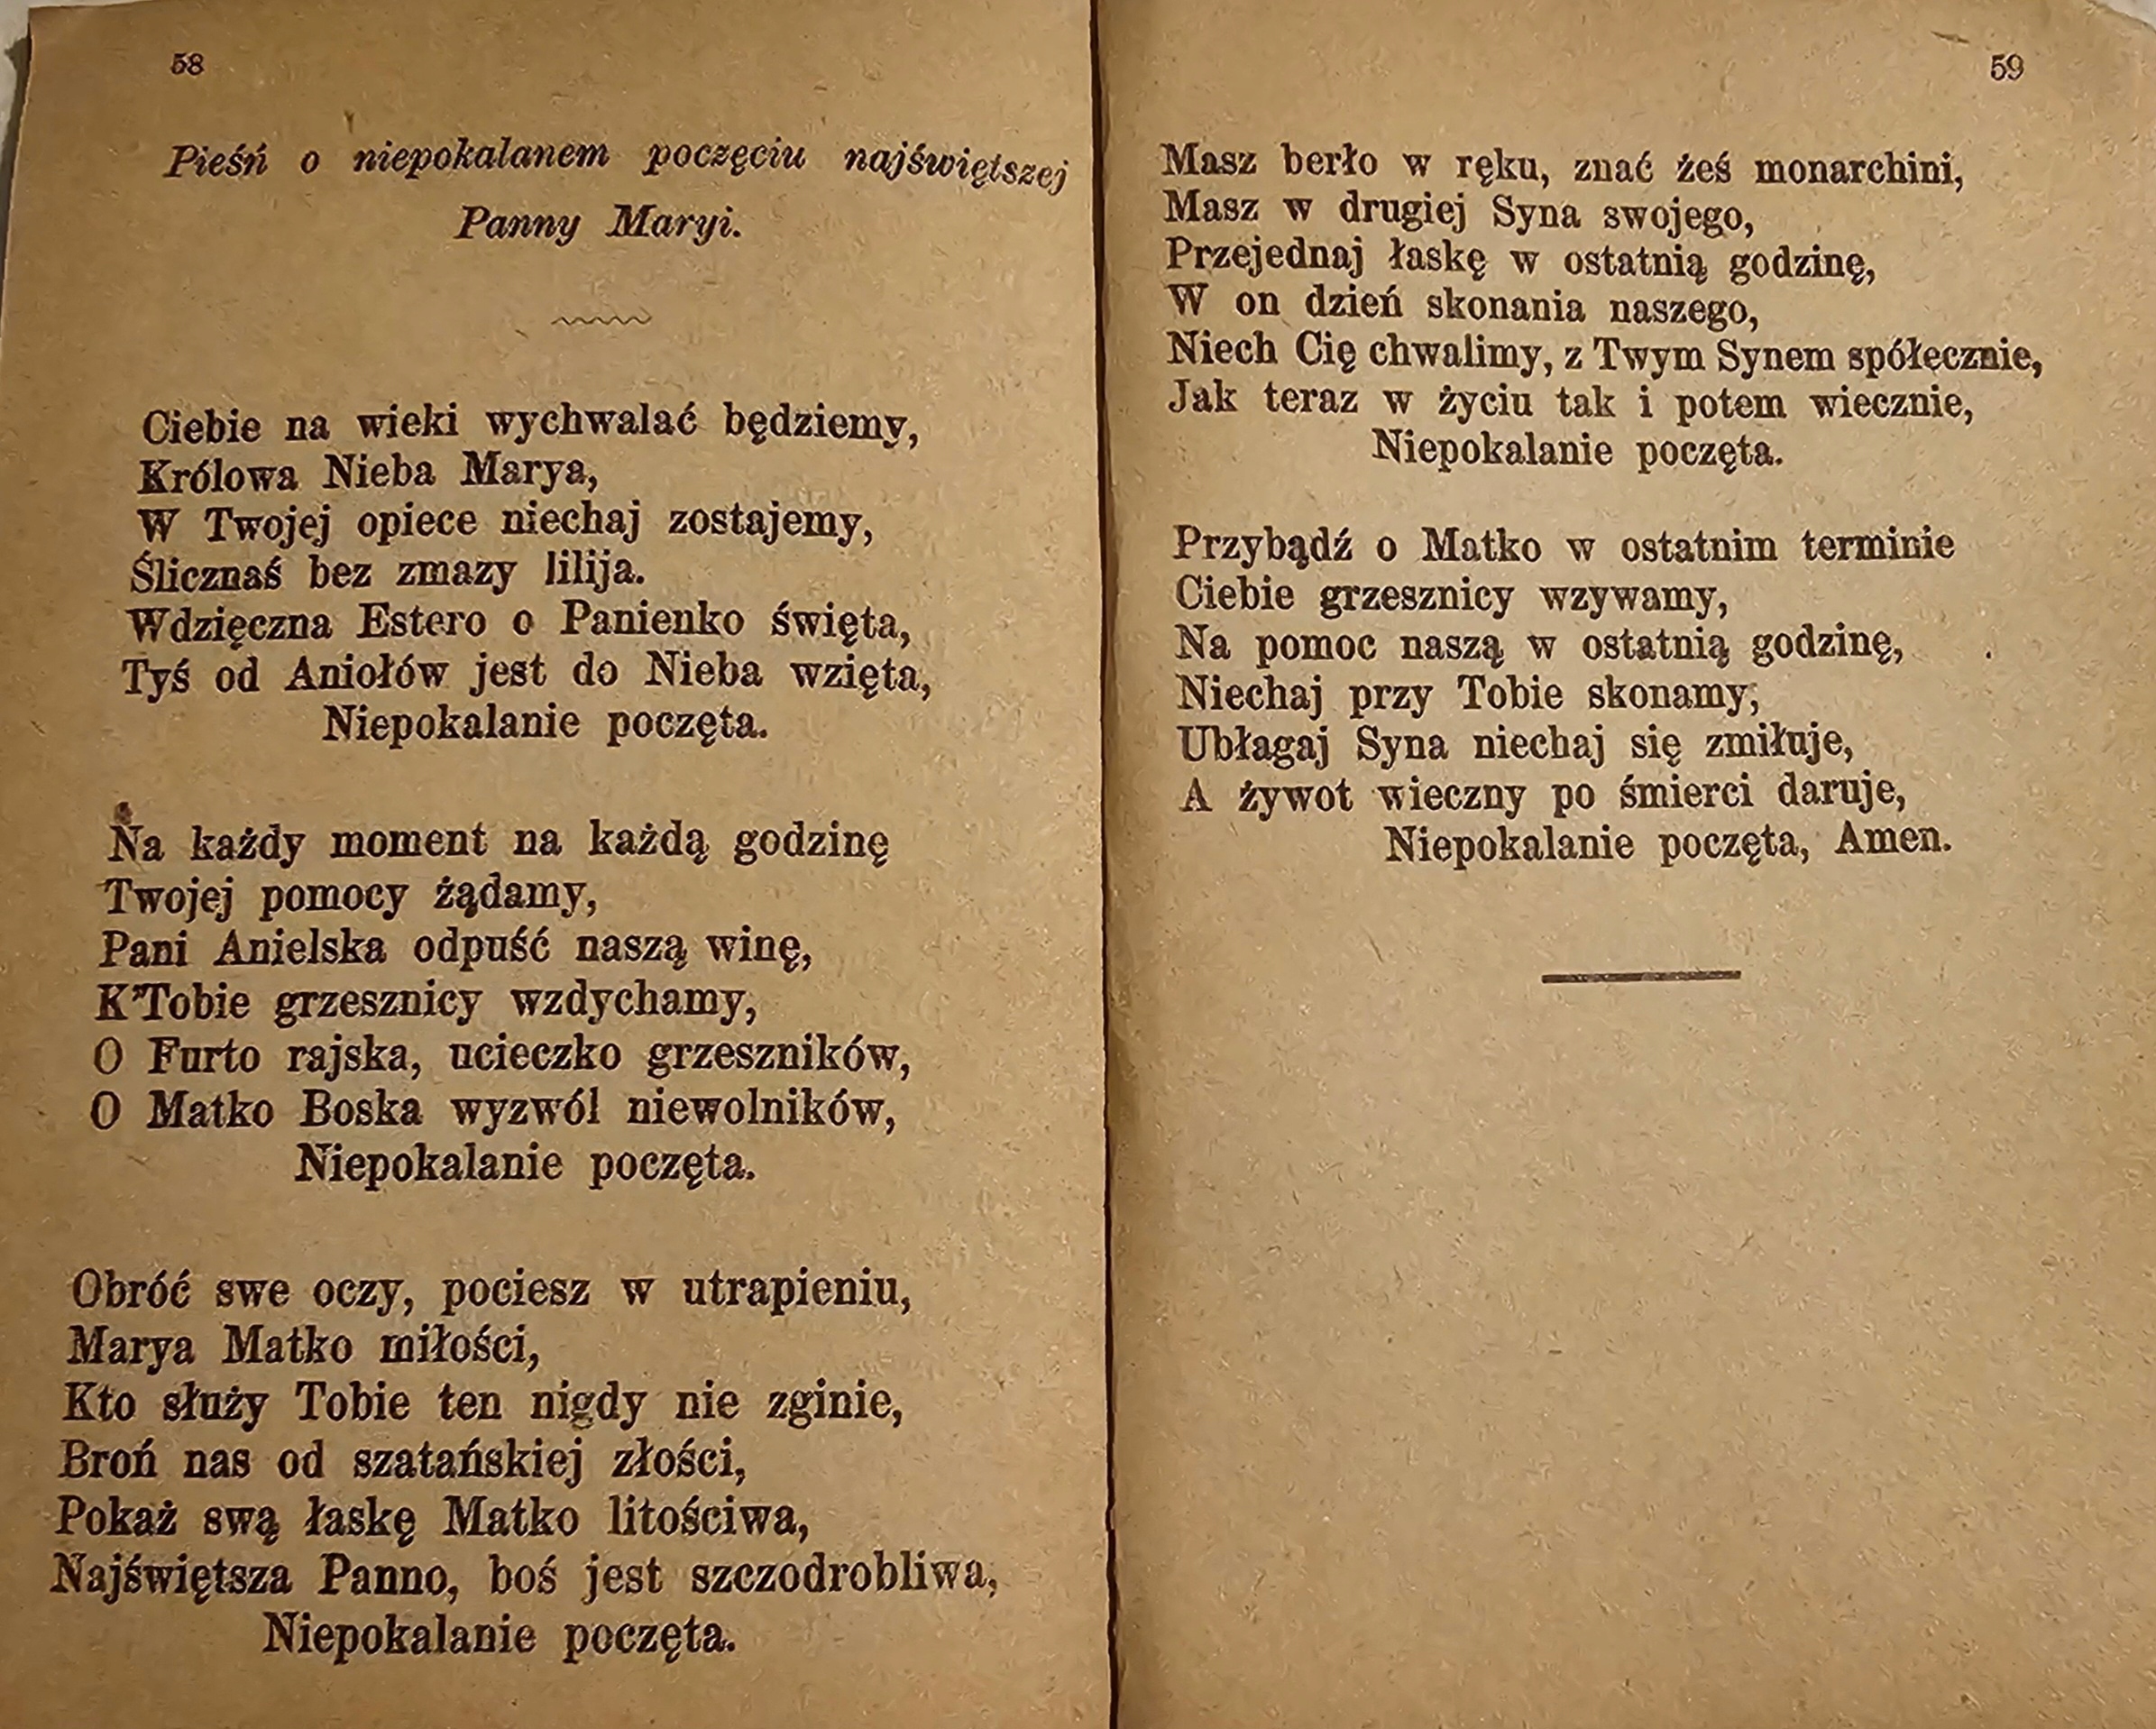 58
Pieśń o niepokalanem poczęciu najświętszej
Panny Maryi.
Ciebie na wieki wychwalać będziemy,
Królowa Nieba Marya,
W Twojej opiece niechaj zostajemy,
Ślicznaś bez zmazy lilija.
Wdzięczna Estero o Panienko święta,
Tyś od Aniołów jest do Nieba wzięta,
Niepokalanie poczęta.
Na każdy moment na każdą godzinę
Twojej pomocy żądamy,
Pani Anielska odpuść naszą winę,
K'Tobie grzesznicy wzdychamy,
O Furto rajska, ucieczko grzeszników,
O Matko Boska wyzwól niewolników,
Niepokalanie poczęta.
Obróć swe oczy, pociesz w utrapieniu,
Marya Matko miłości,
Kto służy Tobie ten nigdy nie zginie,
Broń nas od szatańskiej złości,
Pokaż swą łaskę Matko litościwa,
Najświętsza Panno, boś jest szczodrobliwa,
Niepokalanie poczęta.
59
Masz berło w ręku, znać żeś monarchini,
Masz w drugiej Syna swojego,
Przejednaj łaskę w ostatnią godzinę,
W on dzień skonania naszego,
Niech Cię chwalimy, z Twym Synem spółecznie,
Jak teraz w życiu tak i potem wiecznie,
Niepokalanie poczęta.
Przybądź o Matko w ostatnim terminie
Ciebie grzesznicy wzywamy,
Na pomoc naszą w ostatnią godzinę,
Niechaj przy Tobie skonamy;
Ubłagaj Syna niechaj się zmiłuje,
A żywot wieczny po śmierci daruje,
Niepokalanie poczęta, Amen.